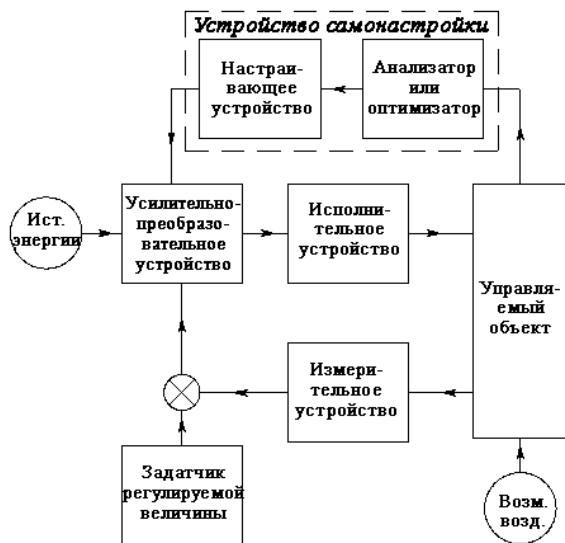 Устройство самонастройки
Настраи-
вающее
устройство
Анализатор
или
оптимизатор
Ист.
энергии
Усилительно-
преобразо-
вательное
устройство
Исполни-
тельное
устройство
Управля-
емый
объект
Измери-
тельное
устройство
Задатчик
регулируемой
величины
Возм.
возд.